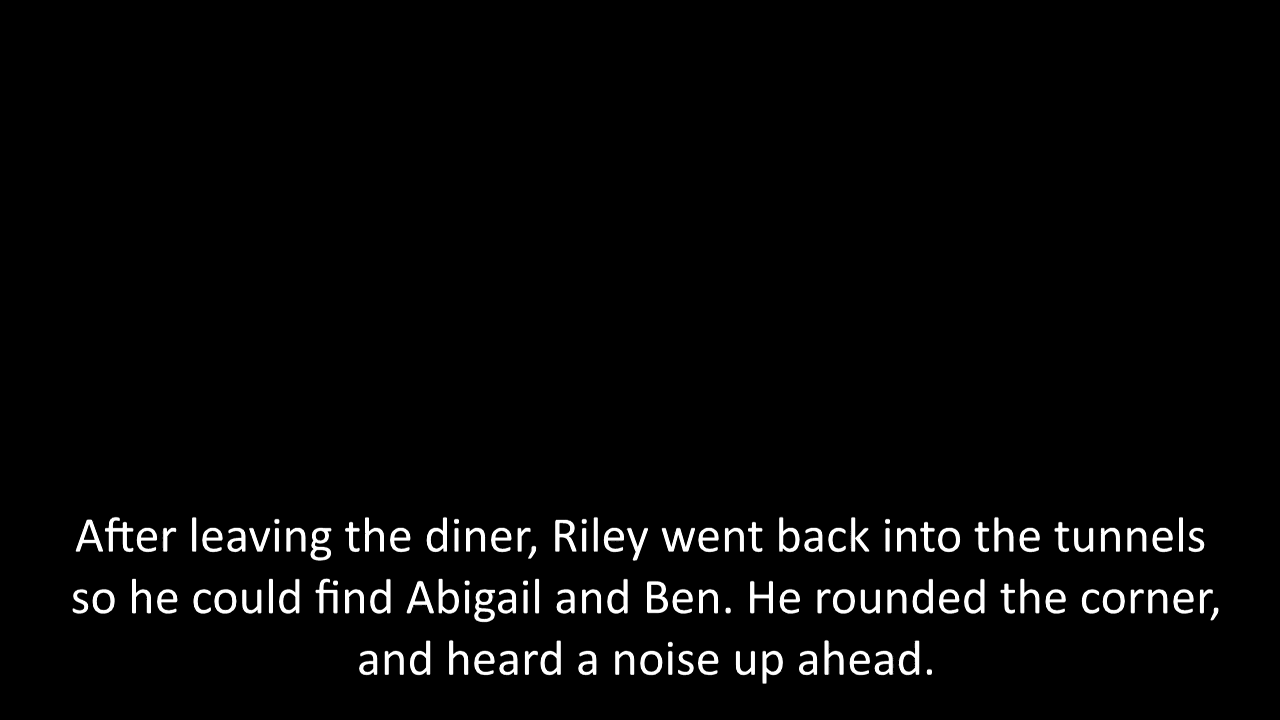 After leaving the diner, Riley went back into the tunnels
so he could find Abigail and Ben. He rounded the corner,
and heard a noise up ahead.